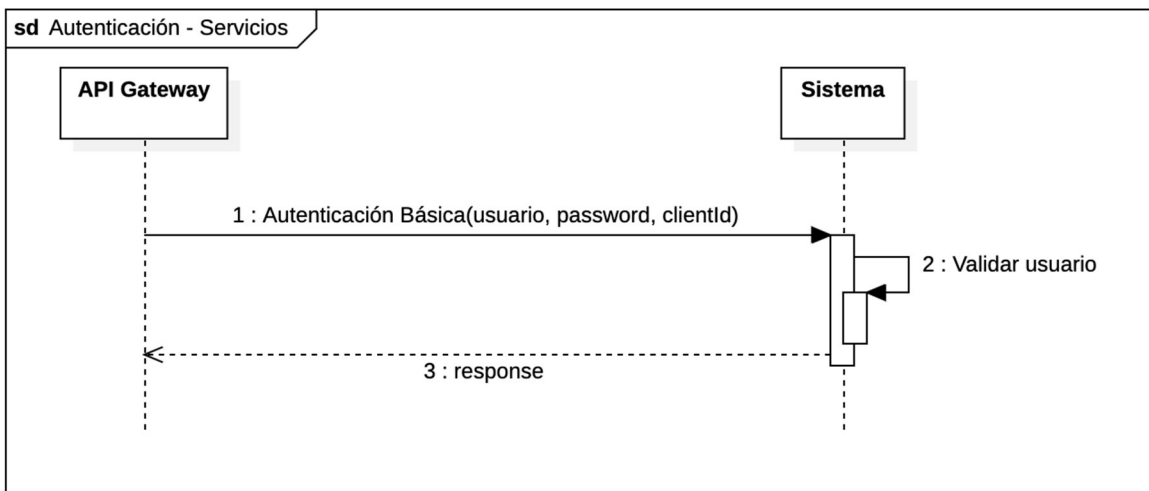 sd Autenticación - Servicios
API Gateway
Sistema
1 : Autenticación Básica(usuario, password, clientId)
2 : Validar usuario
3 : response